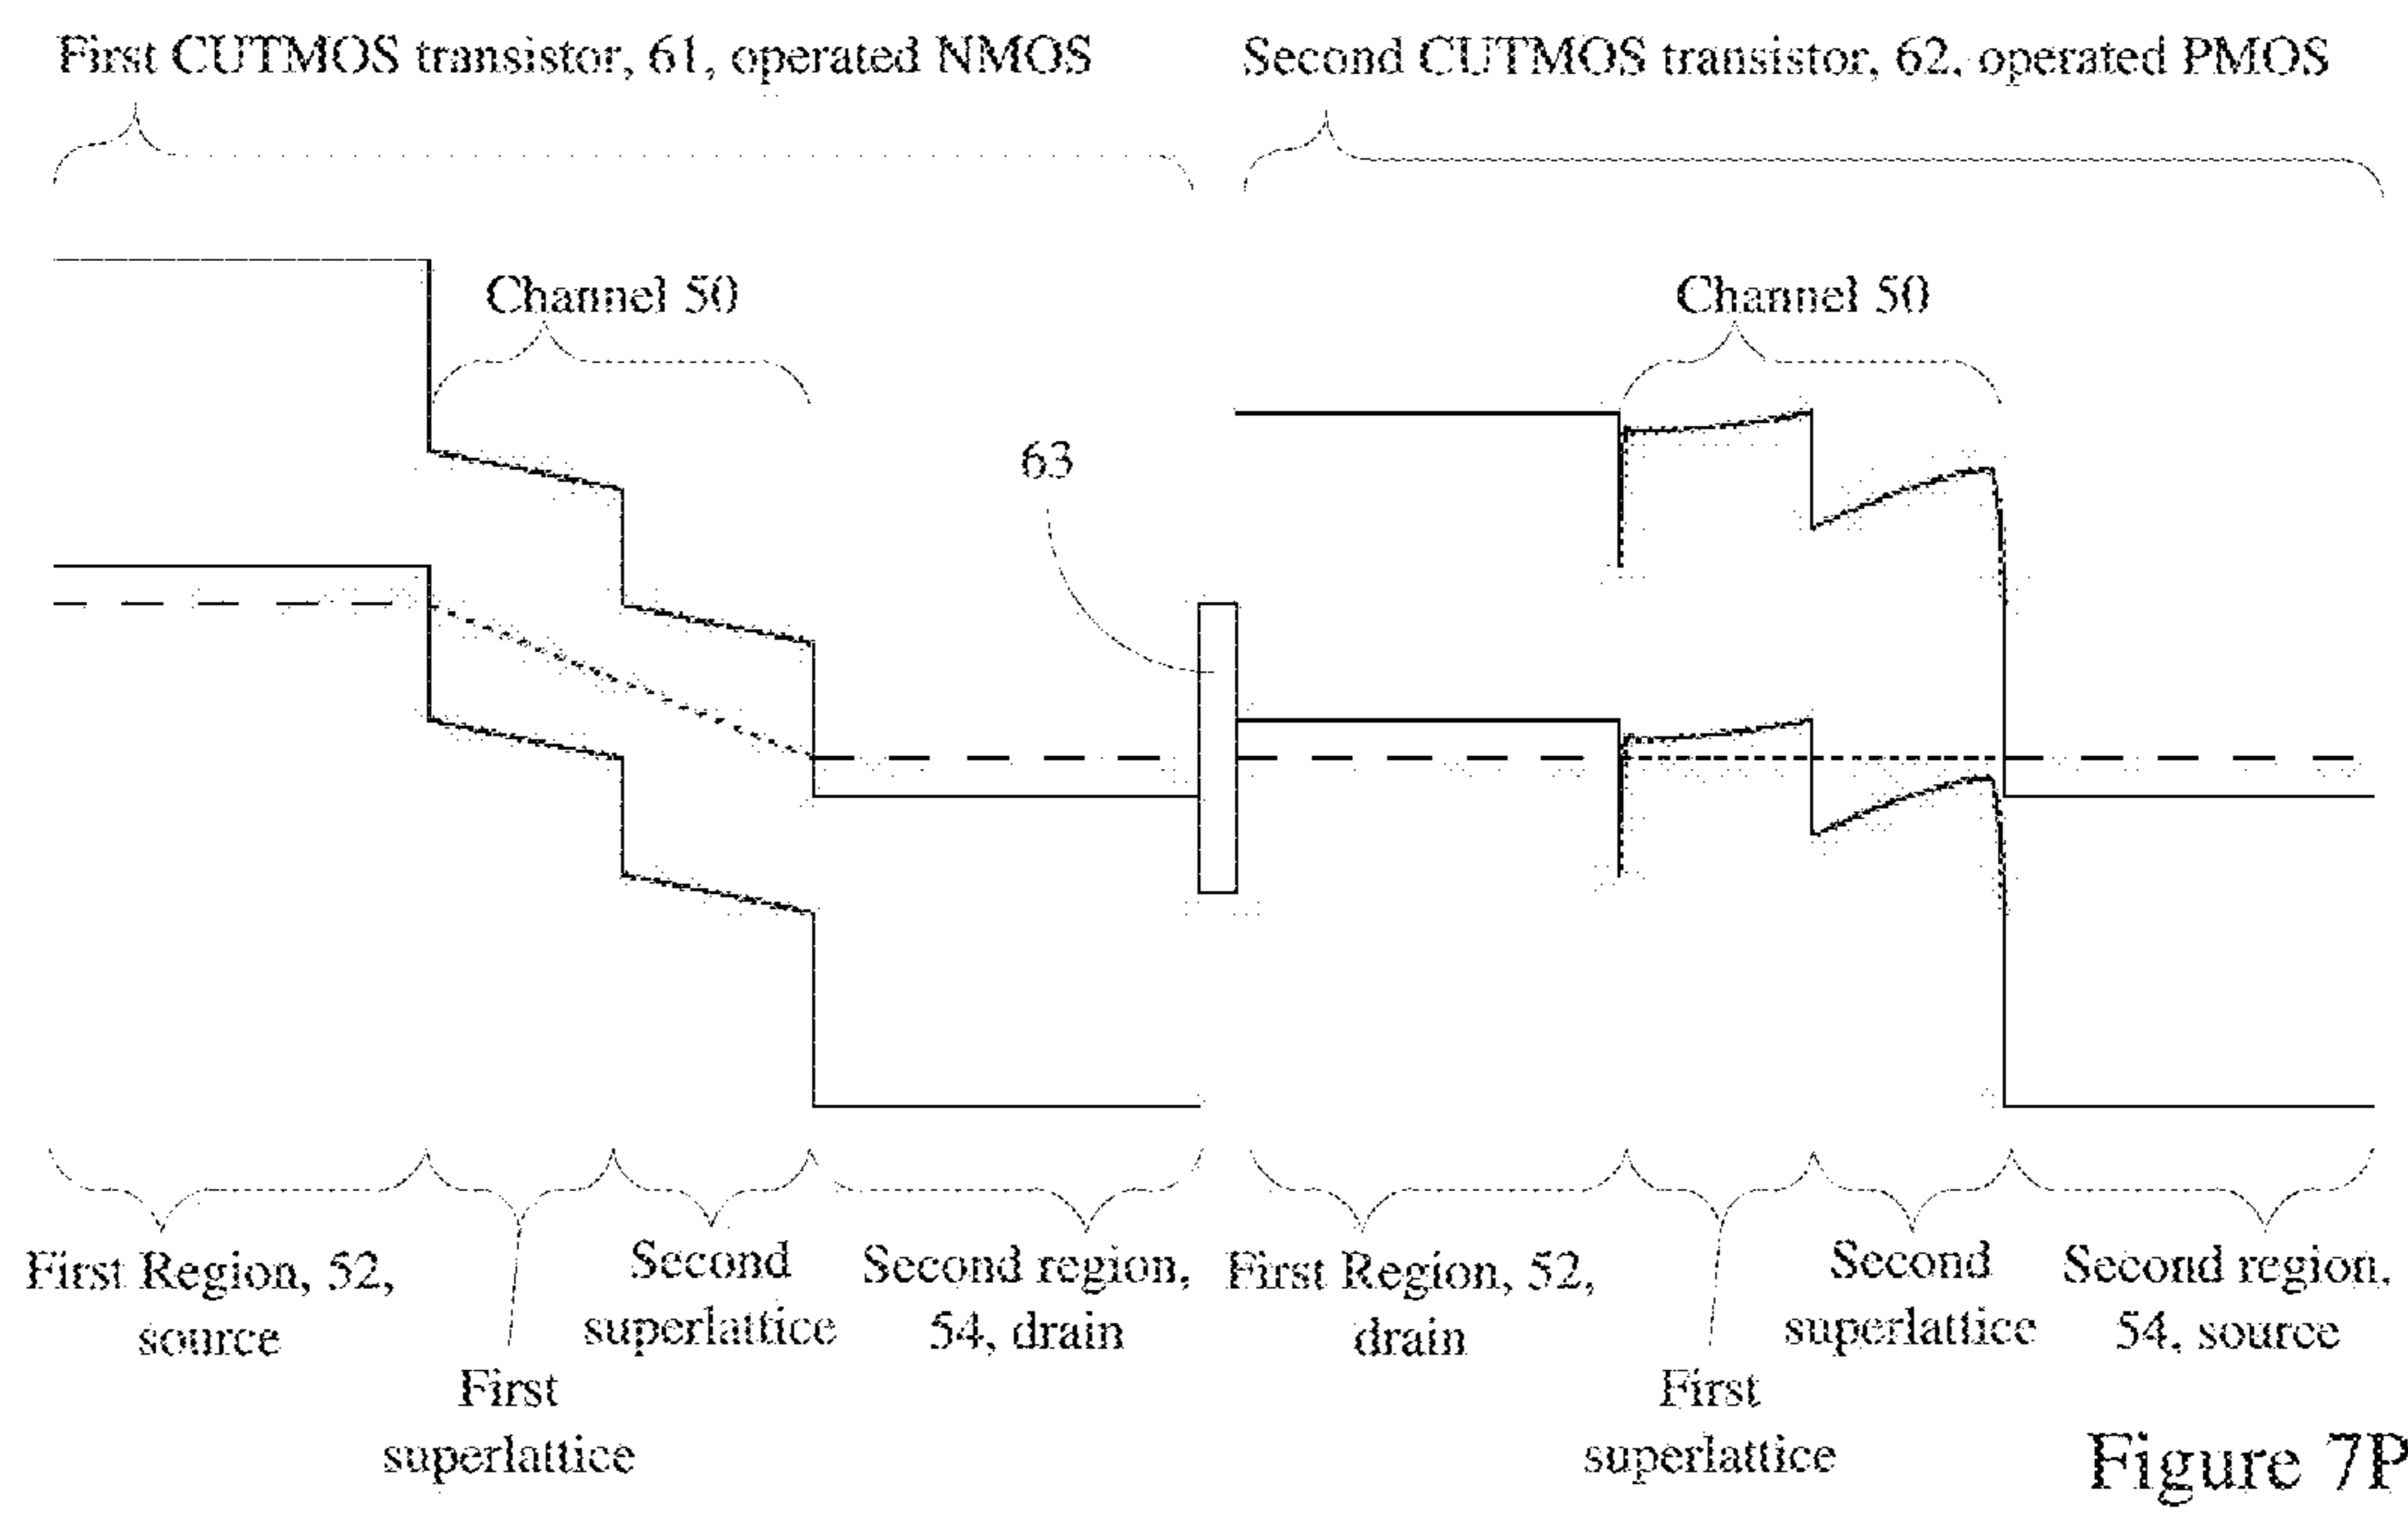 First CUTMOS transistor, 61, operated NMOS
Second CUTMOS transistor, 62, operated PMOS
Channel 50
Channel 50
63
First Region, 52,
source
First
superlattice
Second
superlattice
Second region,
54, drain
First Region, 52,
drain
First
superlattice
Second
superlattice
Second region,
54, source
Figure 7P